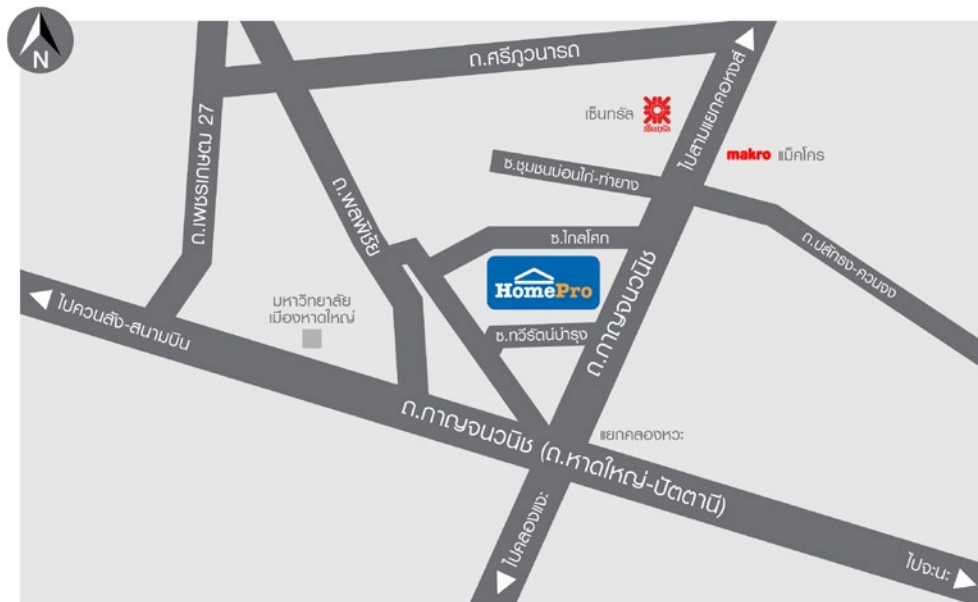 N
ถ.ศรีภูวนารถ
ไปสามแยกคอหงส์
เซ็นทรัล
เซ็นทรัล
makro แม็คโคร
ถ.เพชรเกษฒ 27
ถ.พลพิชัย
ซ.ชุมชนบ่อนไก่-ท่ายาง
ซ.ไกลโศก
ถ.ปลักธง-ควนจง
HomePro
ถ.กาญจนวนิช
ซ.ทวีรัตน์บำรุง
ไปควนลัง-สนามบิน
มหาวิทยาลัย
เมืองหาดใหญ่
ถ.กาญจนวนิช (ถ.หาดใหญ่-ปัตตานี)
แยกคลองหวะ
ไปคลองแงะ
ไปจะนะ